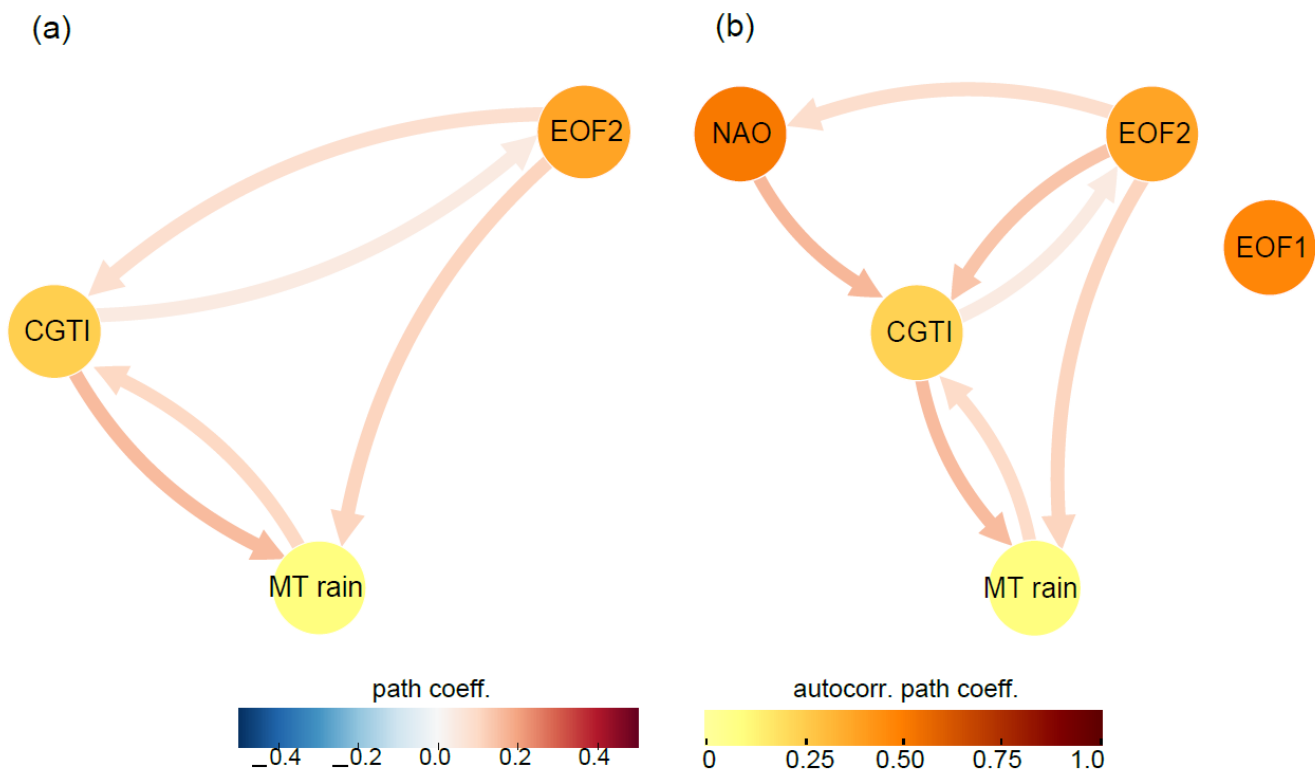 (a)
(b)
EOF2
NAO
EOF2
EOF1
CGTI
CGTI
MT rain
MT rain
path coeff.
autocorr. path coeff.
_0.4 _0.2 0.0 0.2 0.4
0 0.25 0.50 0.75 1.0